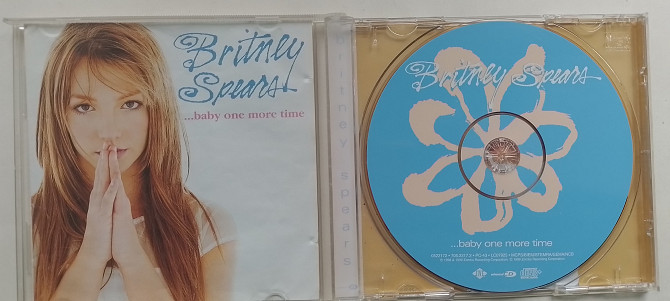 Britney
Spears
...baby one more time
britney spears
Britney Spears
...baby one more time